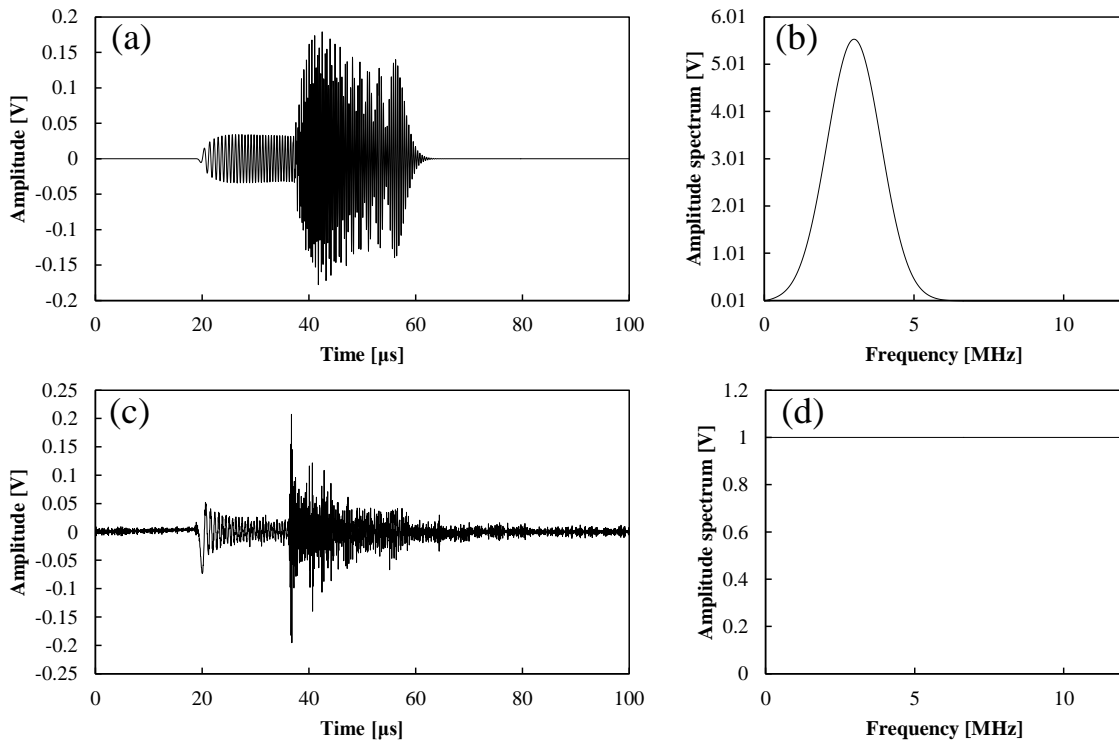 (a)
Amplitude [V]
0.2
0.15
0.1
0.05
0
-0.05
-0.1
-0.15
-0.2
0 20 40 60 80 100
Time [µs]
(b)
Amplitude spectrum [V]
6.01
5.01
4.01
3.01
2.01
1.01
0.01
0 5 10
Frequency [MHz]
(c)
Amplitude [V]
0.25
0.2
0.15
0.1
0.05
0
-0.05
-0.1
-0.15
-0.2
-0.25
0 20 40 60 80 100
Time [µs]
(d)
Amplitude spectrum [V]
1.2
1
0.8
0.6
0.4
0.2
0
0 5 10
Frequency [MHz]